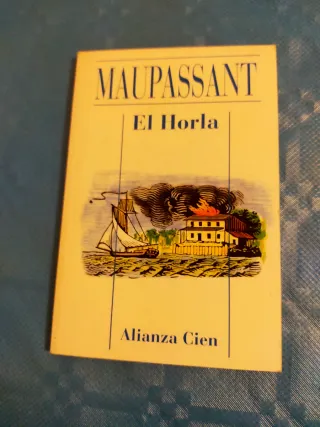 MAUPASSANT
El Horla
Alianza Cien